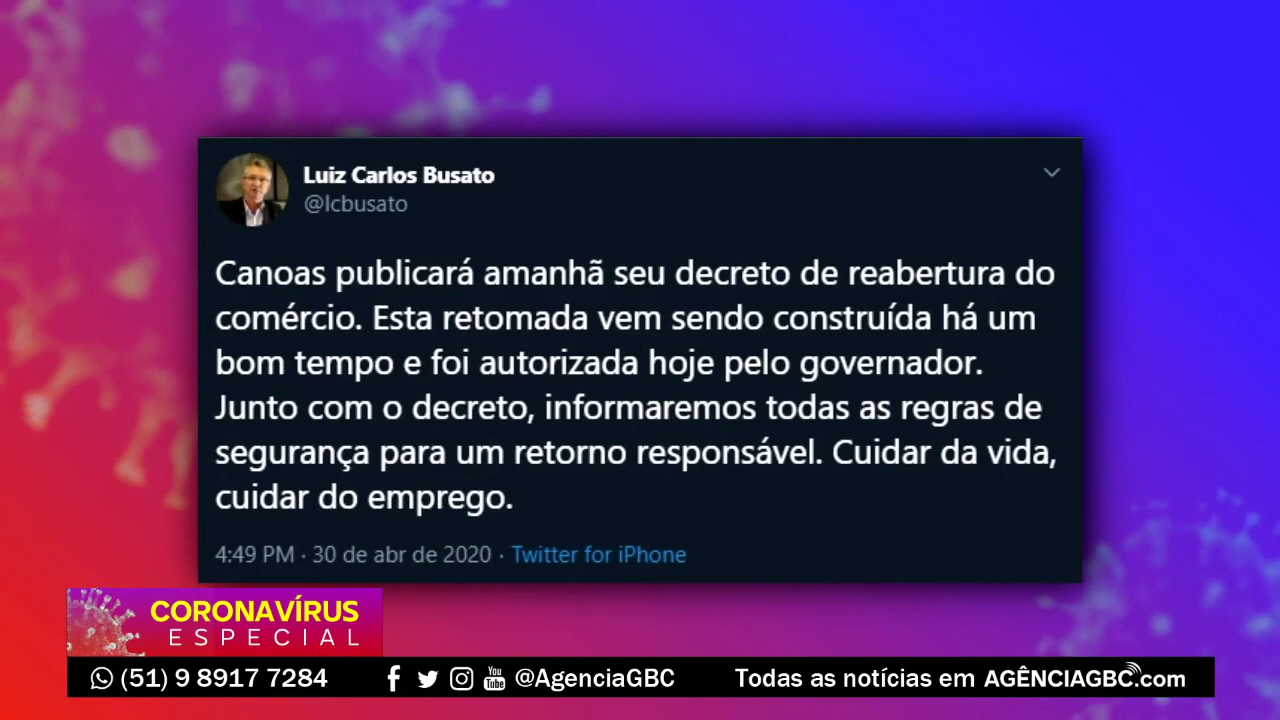 Luiz Carlos Busato
@lcbusato
Canoas publicará amanhã seu decreto de reabertura do
comércio. Esta retomada vem sendo construída há um
bom tempo e foi autorizada hoje pelo governador.
Junto com o decreto, informaremos todas as regras de
segurança para um retorno responsável. Cuidar da vida,
cuidar do emprego.
4:49 PM · 30 de abr de 2020 · Twitter for iPhone
CORONAVÍRUS
ESPECIAL
(51) 9 8917 7284 You Tube @AgenciaGBC Todas as notícias em AGÊNCIAGBC.com